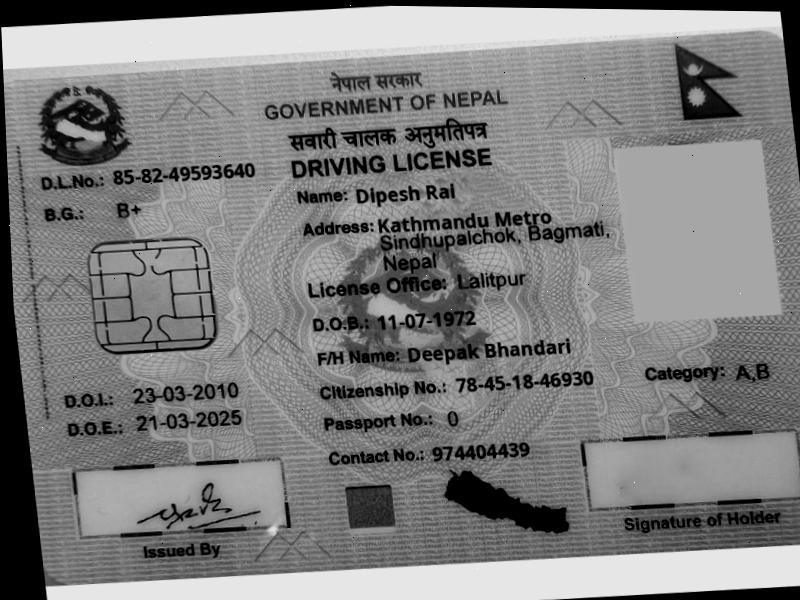 नेपाल सरकार
GOVERNMENT OF NEPAL
सवारी चालक अनुमतिपत्र
DRIVING LICENSE
D.L.No.: 85-82-49593640
B.G.: B+
Name: Dipesh Rai
Address: Kathmandu Metro
Sindhupalchok, Bagmati,
Nepal
License Office: Lalitpur
D.O.B.: 11-07-1972
F/H Name: Deepak Bhandari
D.O.I.: 23-03-2010
Citizenship No.: 78-45-18-46930
Category: A,B
D.O.E.: 21-03-2025
Passport No.: 0
Contact No.: 974404439
Issued By
Signature of Holder